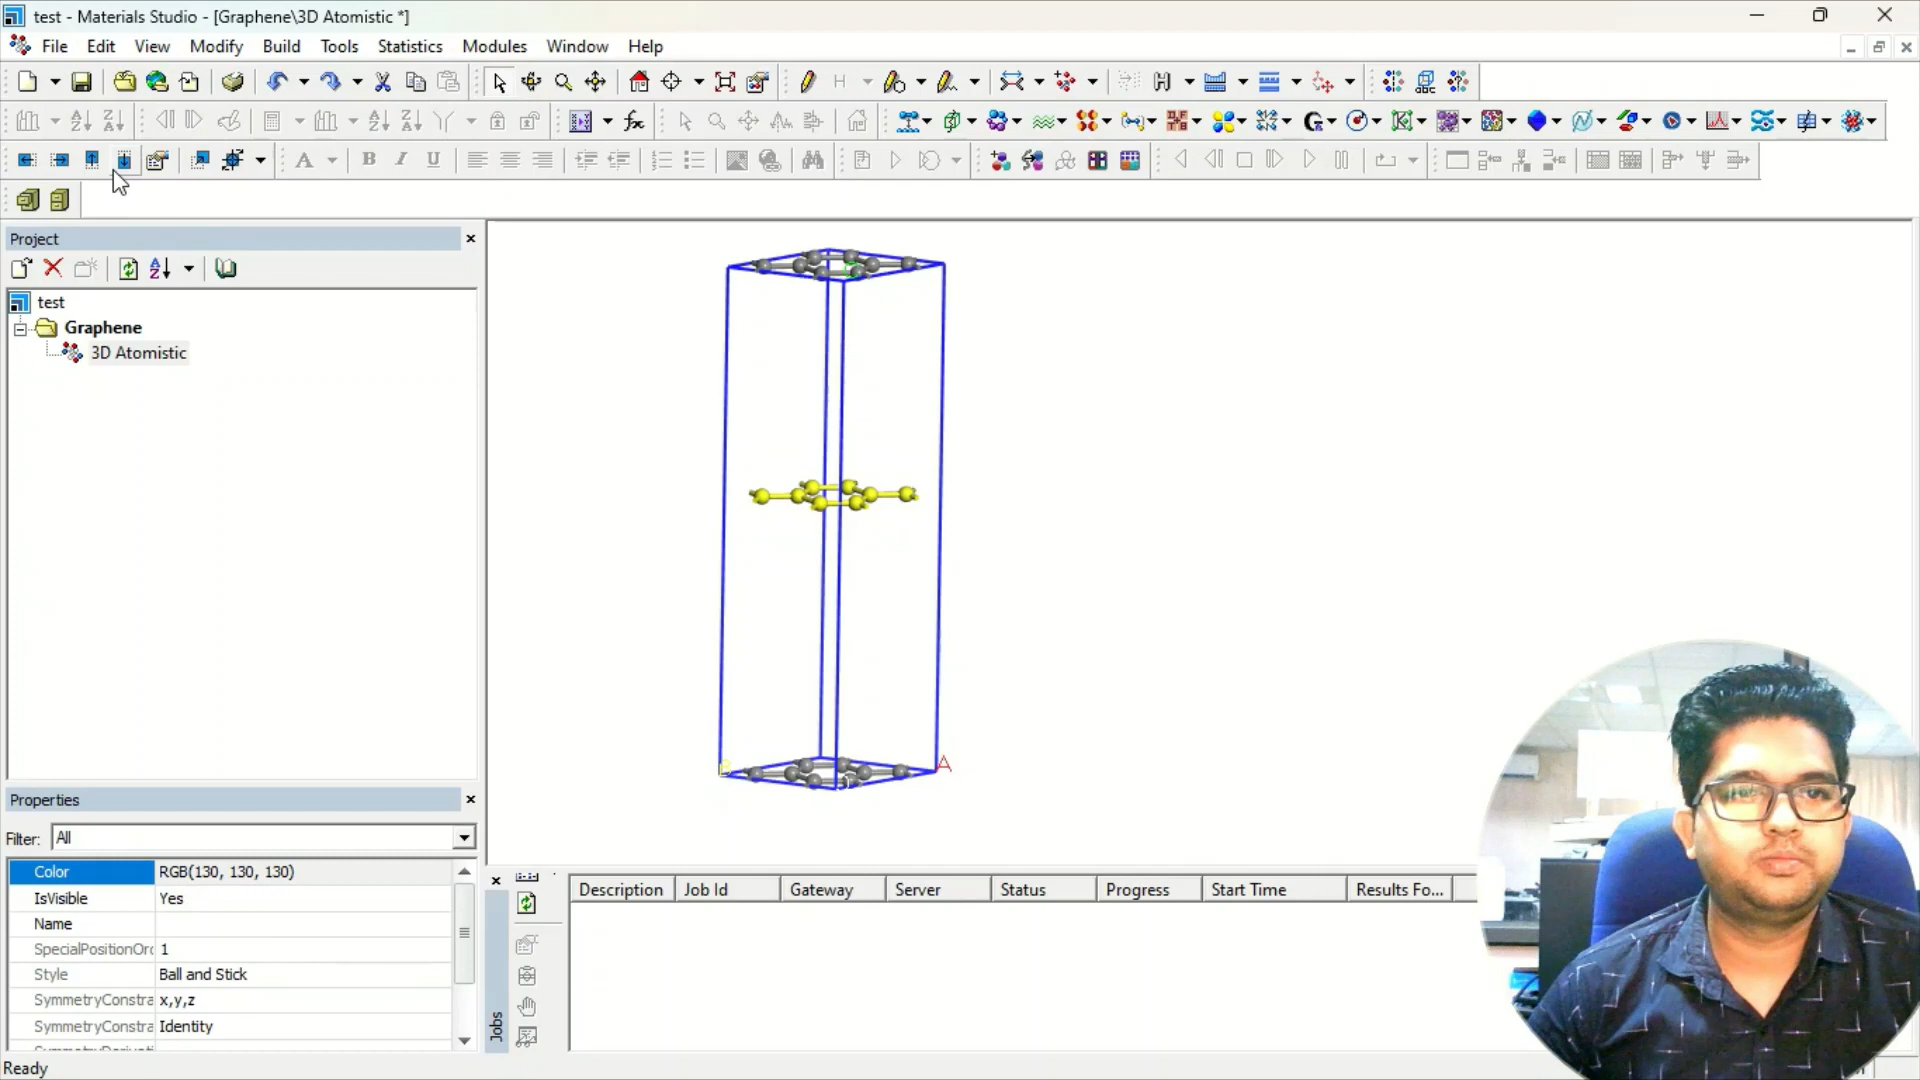 test - Materials Studio - [Graphene\3D Atomistic *]
File Edit View Modify Build Tools Statistics Modules Window Help
Project
test
Graphene
3D Atomistic
B
A
Properties
Filter: All
Color RGB(130, 130, 130)
IsVisible Yes
Name
SpecialPositionOrc 1
Style Ball and Stick
SymmetryConstra x,y,z
SymmetryConstra Identity
Jobs
Description Job Id Gateway Server Status Progress Start Time Results Fo...
Ready